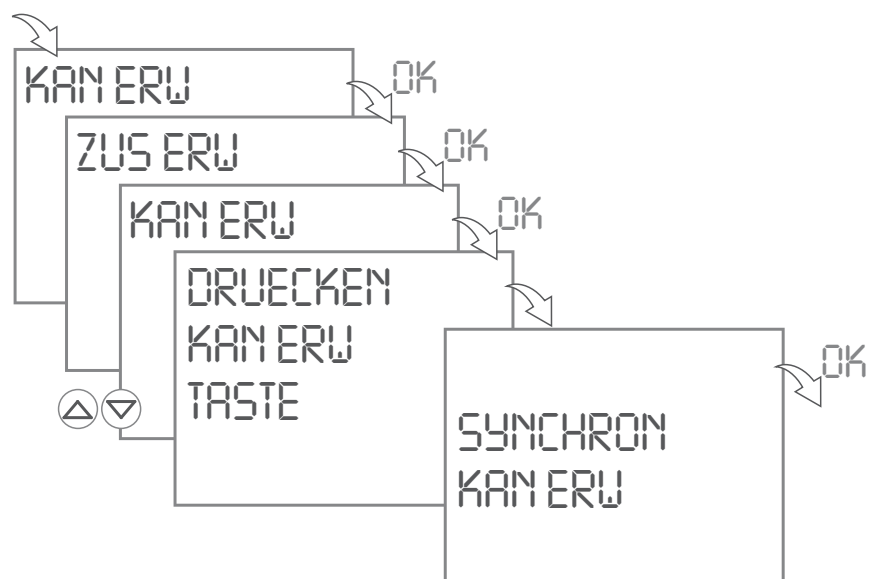 KAN ERW
OK
ZUS ERW
OK
KAN ERW
OK
DRUECKEN
KAN ERW
TASTE
SYNCHRON
KAN ERW
OK